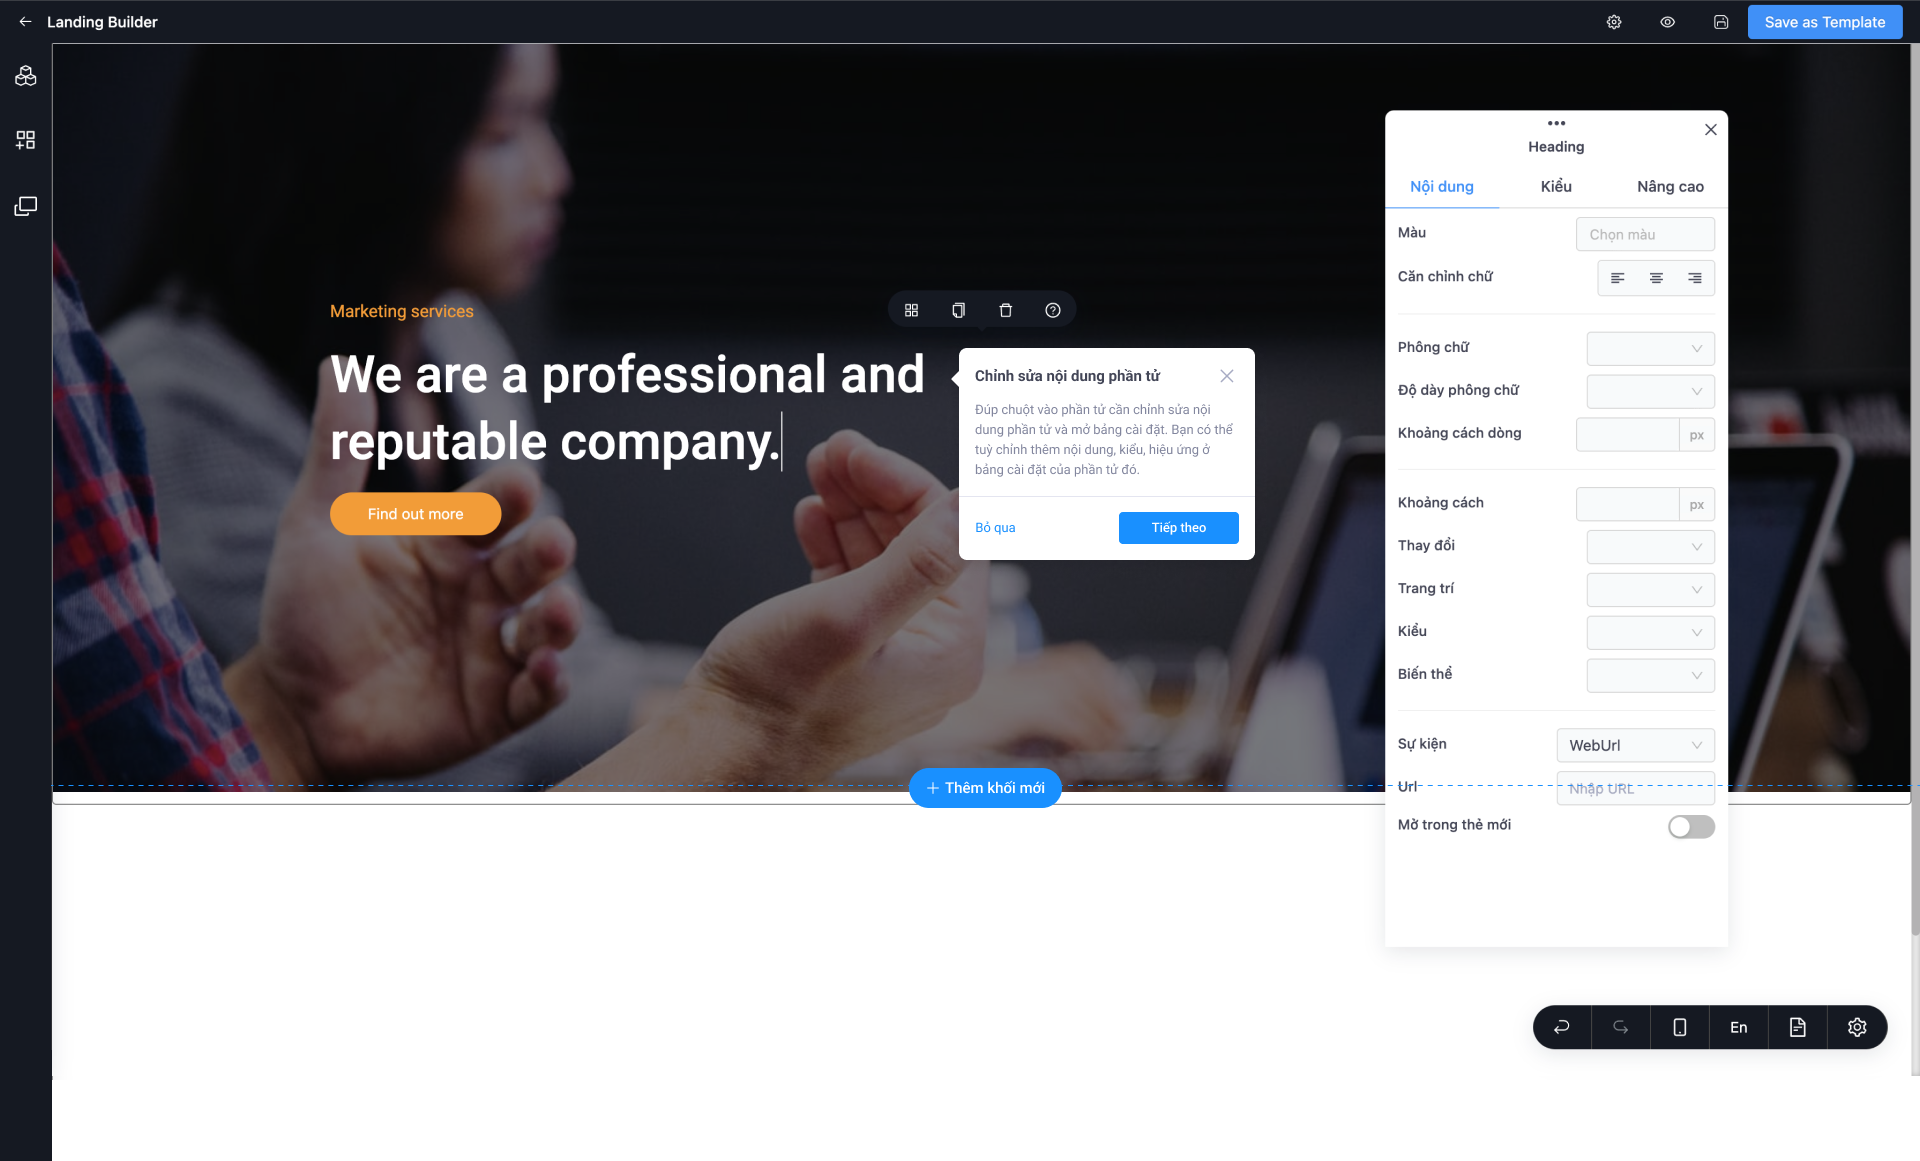 Landing Builder
Save as Template
Marketing services
We are a professional and
reputable company.
Find out more
Chỉnh sửa nội dung phần tử
Đúp chuột vào phần tử cần chỉnh sửa nội
dung phần tử và mở bảng cài đặt. Bạn có thể
tuỳ chỉnh thêm nội dung, kiểu, hiệu ứng ở
bảng cài đặt của phần tử đó.
Bỏ qua
Tiếp theo
Thêm khối mới
Heading
Nội dung
Kiểu
Nâng cao
Màu
Chọn màu
Căn chỉnh chữ
Phông chữ
Độ dày phông chữ
Khoảng cách dòng
px
Khoảng cách
px
Thay đổi
Trang trí
Kiểu
Biến thể
Sự kiện
WebUrl
Url
Nhập URL
Mở trong thẻ mới
En